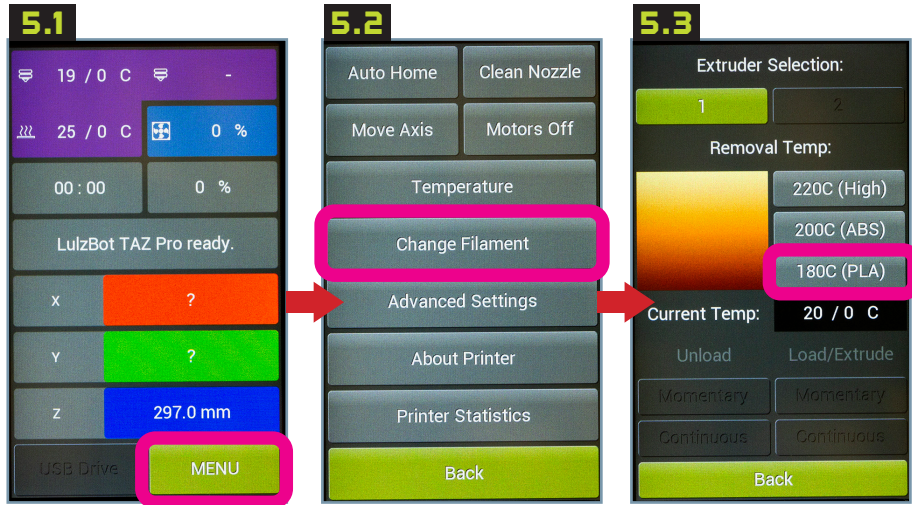 5.1
19 / 0 C -
25 / 0 C 0 %
00 : 00 0 %
LulzBot TAZ Pro ready.
X ?
Y ?
Z 297.0 mm
USB Drive MENU
5.2
Auto Home Clean Nozzle
Move Axis Motors Off
Temperature
Change Filament
Advanced Settings
About Printer
Printer Statistics
Back
5.3
Extruder Selection:
1 2
Removal Temp:
220C (High)
200C (ABS)
180C (PLA)
Current Temp: 20 / 0 C
Unload Load/Extrude
Momentary Momentary
Continuous Continuous
Back